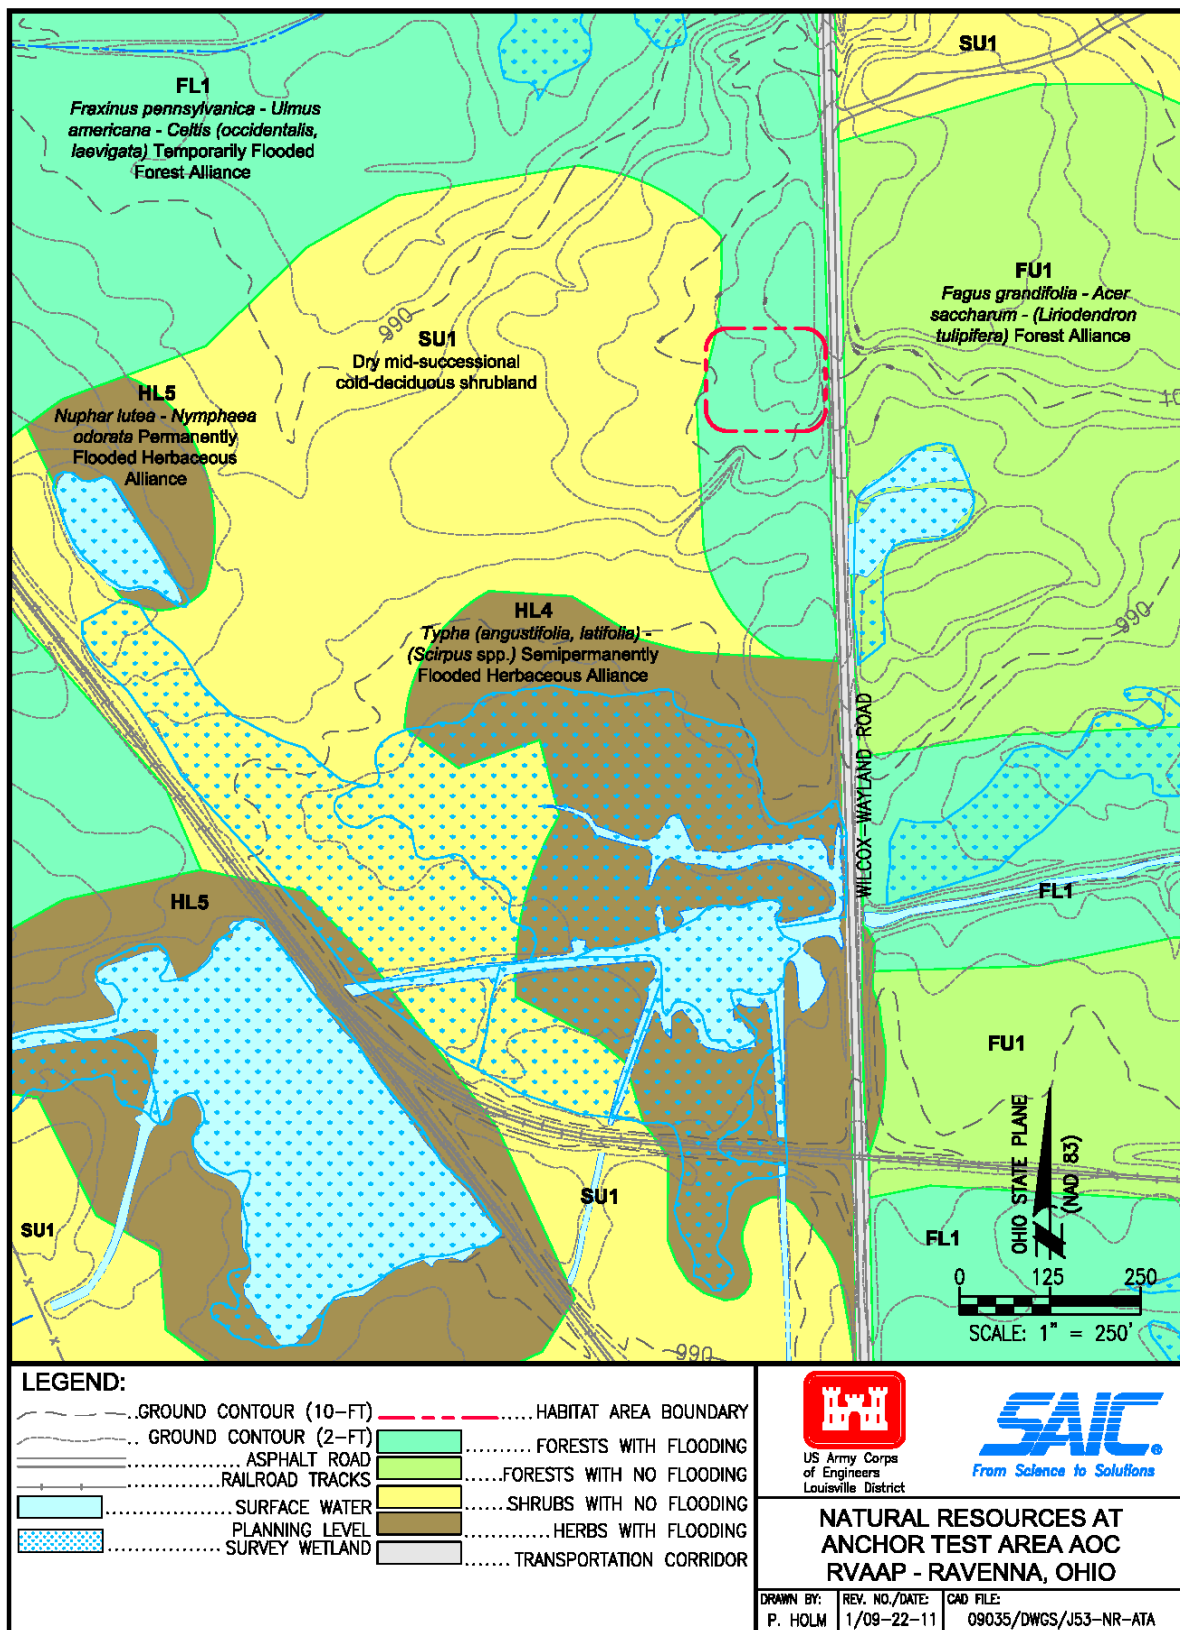 SU1
FL1
Fraxinus pennsylvanica - Ulmus
americana - Celtis (occidentalis,
laevigata) Temporarily Flooded
Forest Alliance
FU1
Fagus grandifolia - Acer
saccharum - (Liriodendron
tulipifera) Forest Alliance
990
SU1
Dry mid-successional
cold-deciduous shrubland
HL5
Nuphar lutea - Nymphaea
odorata Permanently
Flooded Herbaceous
Alliance
10
HL4
Typha (angustifolia, latifolia) -
(Scirpus spp.) Semipermanently
Flooded Herbaceous Alliance
990
WILCOX-WAYLAND ROAD
HL5
FL1
FU1
SU1
SU1
FL1
OHIO STATE PLANE
(NAD 83)
0 125 250
SCALE: 1" = 250'
990
LEGEND:
GROUND CONTOUR (10-FT)
GROUND CONTOUR (2-FT)
ASPHALT ROAD
RAILROAD TRACKS
SURFACE WATER
PLANNING LEVEL
SURVEY WETLAND
HABITAT AREA BOUNDARY
FORESTS WITH FLOODING
FORESTS WITH NO FLOODING
SHRUBS WITH NO FLOODING
HERBS WITH FLOODING
TRANSPORTATION CORRIDOR
US Army Corps
of Engineers
Louisville District
SAIC®
From Science to Solutions
NATURAL RESOURCES AT
ANCHOR TEST AREA AOC
RVAAP - RAVENNA, OHIO
DRAWN BY: REV. NO./DATE: CAD FILE:
P. HOLM 1/09-22-11 09035/DWGS/J53-NR-ATA